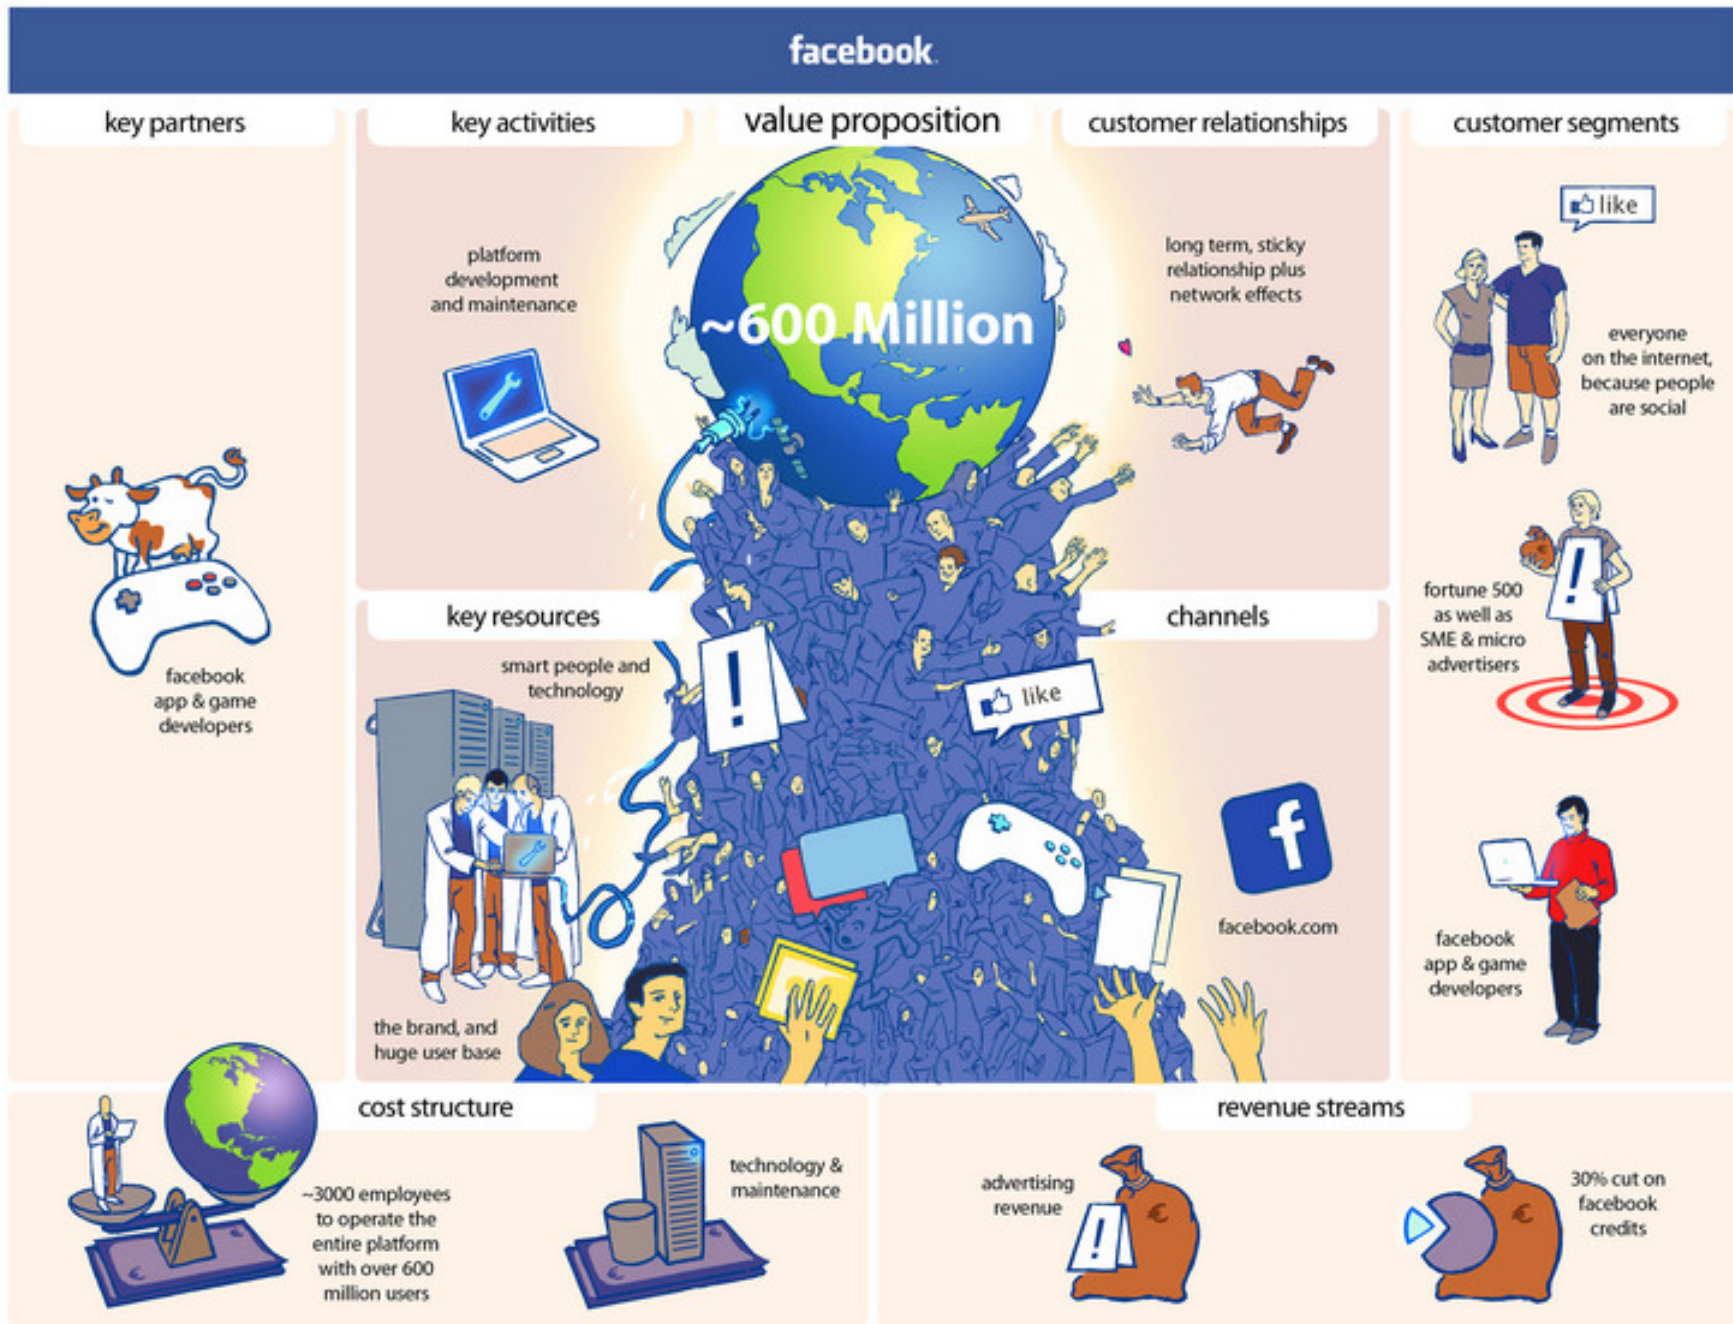 facebook.
key partners
facebook
app & game
developers
key activities
platform
development
and maintenance
value proposition
~600 Million
!
like
customer relationships
long term, sticky
relationship plus
network effects
customer segments
like
everyone
on the internet,
because people
are social
!
fortune 500
as well as
SME & micro
advertisers
facebook
app & game
developers
key resources
smart people and
technology
the brand, and
huge user base
channels
f
facebook.com
cost structure
€
~3000 employees
to operate the
entire platform
with over 600
million users
€
technology &
maintenance
revenue streams
advertising
revenue
!
€
€
30% cut on
facebook
credits